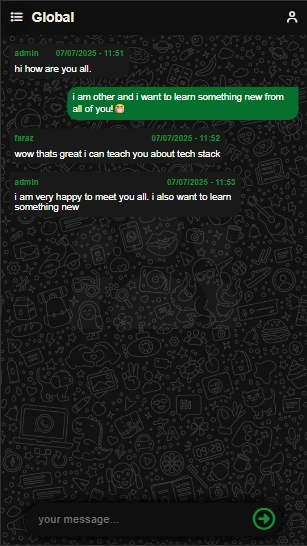 Global
admin 07/07/2025 - 11:51
hi how are you all.
i am other and i want to learn something new from
all of you!😁
faraz 07/07/2025 - 11:52
wow thats great i can teach you about tech stack
admin 07/07/2025 - 11:53
i am very happy to meet you all. i also want to learn
something new
Hi
09:28
your message...